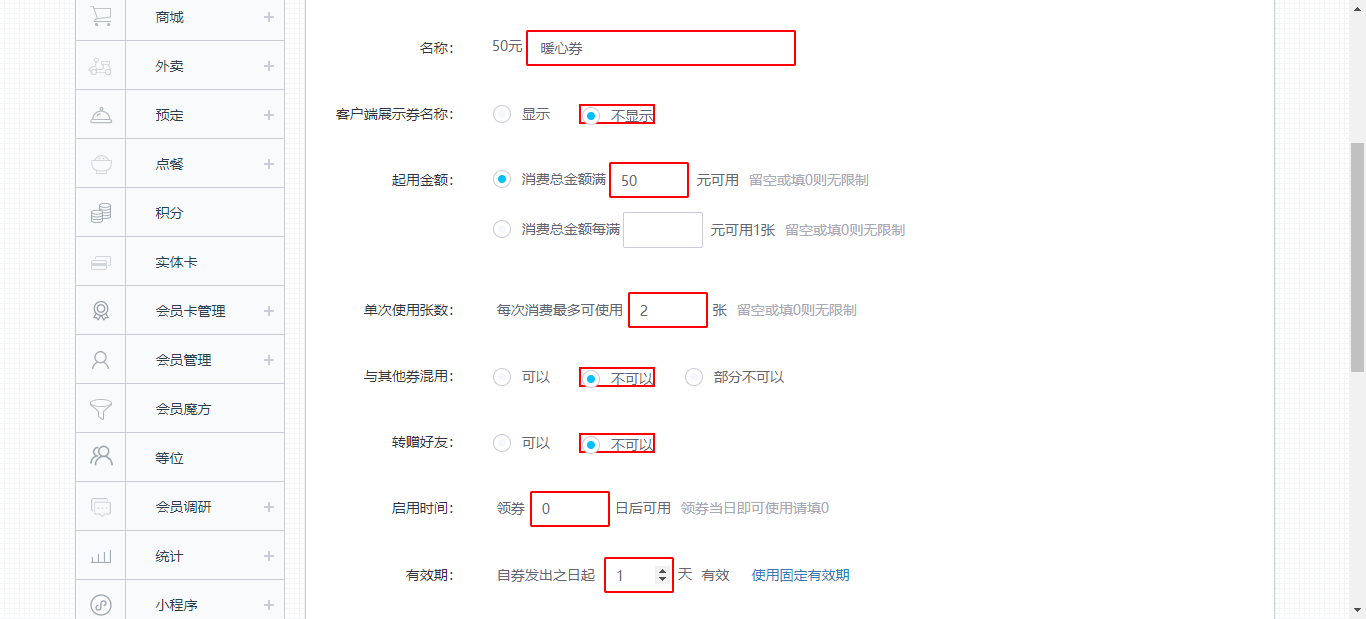 商城 +
外卖 +
预定 +
点餐 +
积分
实体卡
会员卡管理 +
会员管理 +
会员魔方
等位
会员调研 +
统计 +
小程序 +
名称： 50元 暖心券
客户端展示券名称： 显示 不显示
起用金额： 消费总金额满 50 元可用 留空或填0则无限制
消费总金额每满 元可用1张 留空或填0则无限制
单次使用张数： 每次消费最多可使用 2 张 留空或填0则无限制
与其他券混用： 可以 不可以 部分不可以
转赠好友： 可以 不可以
启用时间： 领券 0 日后可用 领券当日即可使用请填0
有效期： 自券发出之日起 1 天 有效 使用固定有效期